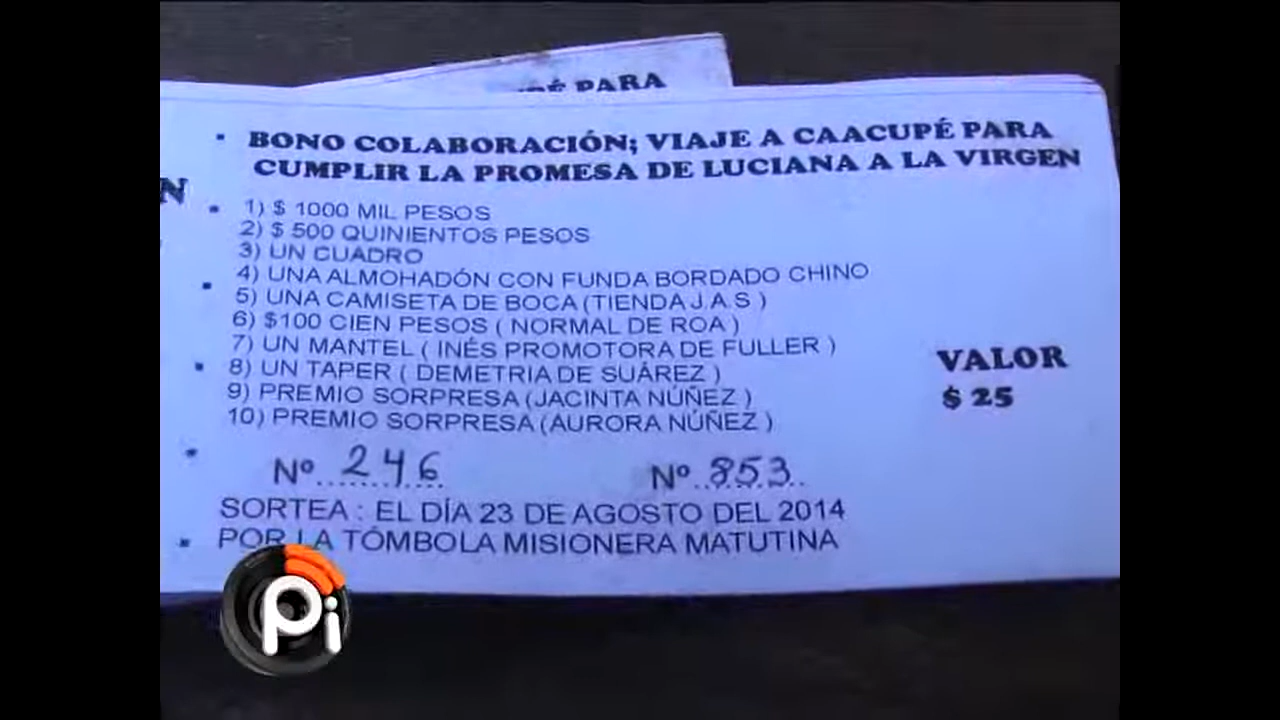 PÉ PARA
BONO COLABORACIÓN; VIAJE A CAACUPÉ PARA
CUMPLIR LA PROMESA DE LUCIANA A LA VIRGEN
N
1) $ 1000 MIL PESOS
2) $ 500 QUINIENTOS PESOS
3) UN CUADRO
4) UNA ALMOHADÓN CON FUNDA BORDADO CHINO
5) UNA CAMISETA DE BOCA (TIENDA J.A.S )
6) $100 CIEN PESOS ( NORMAL DE ROA )
7) UN MANTEL ( INÉS PROMOTORA DE FULLER )
8) UN TAPER ( DEMETRIA DE SUÁREZ )
9) PREMIO SORPRESA (JACINTA NÚÑEZ )
10) PREMIO SORPRESA (AURORA NÚÑEZ )
VALOR
$ 25
Nº 246 Nº 853
SORTEA : EL DÍA 23 DE AGOSTO DEL 2014
POR LA TÓMBOLA MISIONERA MATUTINA
Pi